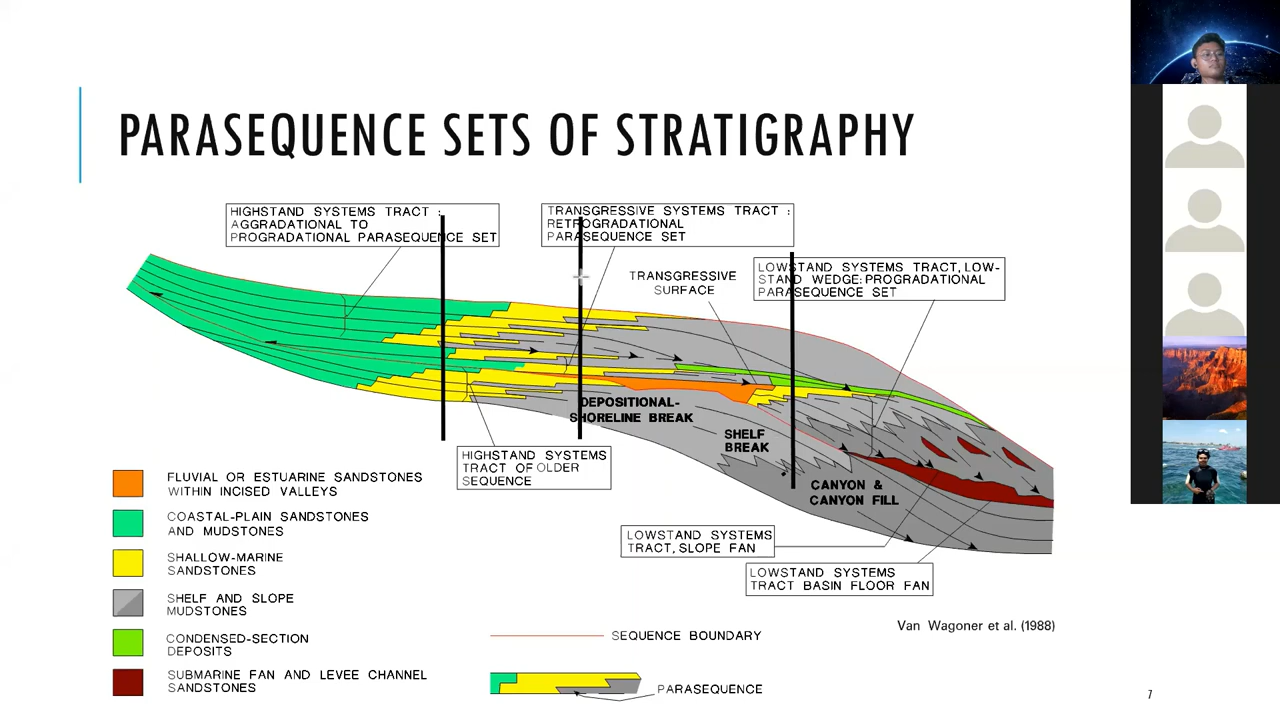 PARASEQUENCE SETS OF STRATIGRAPHY
HIGHSTAND SYSTEMS TRACT :
AGGRADATIONAL TO
PROGRADATIONAL PARASEQUENCE SET
TRANSGRESSIVE SYSTEMS TRACT :
RETROGRADATIONAL
PARASEQUENCE SET
TRANSGRESSIVE
SURFACE
LOWSTAND SYSTEMS TRACT, LOW-
STAND WEDGE: PROGRADATIONAL
PARASEQUENCE SET
DEPOSITIONAL-
SHORELINE BREAK
SHELF
BREAK
CANYON &
CANYON FILL
HIGHSTAND SYSTEMS
TRACT OF OLDER
SEQUENCE
LOWSTAND SYSTEMS
TRACT, SLOPE FAN
LOWSTAND SYSTEMS
TRACT BASIN FLOOR FAN
FLUVIAL OR ESTUARINE SANDSTONES
WITHIN INCISED VALLEYS
COASTAL-PLAIN SANDSTONES
AND MUDSTONES
SHALLOW-MARINE
SANDSTONES
SHELF AND SLOPE
MUDSTONES
CONDENSED-SECTION
DEPOSITS
SUBMARINE FAN AND LEVEE CHANNEL
SANDSTONES
SEQUENCE BOUNDARY
PARASEQUENCE
Van Wagoner et al. (1988)
7